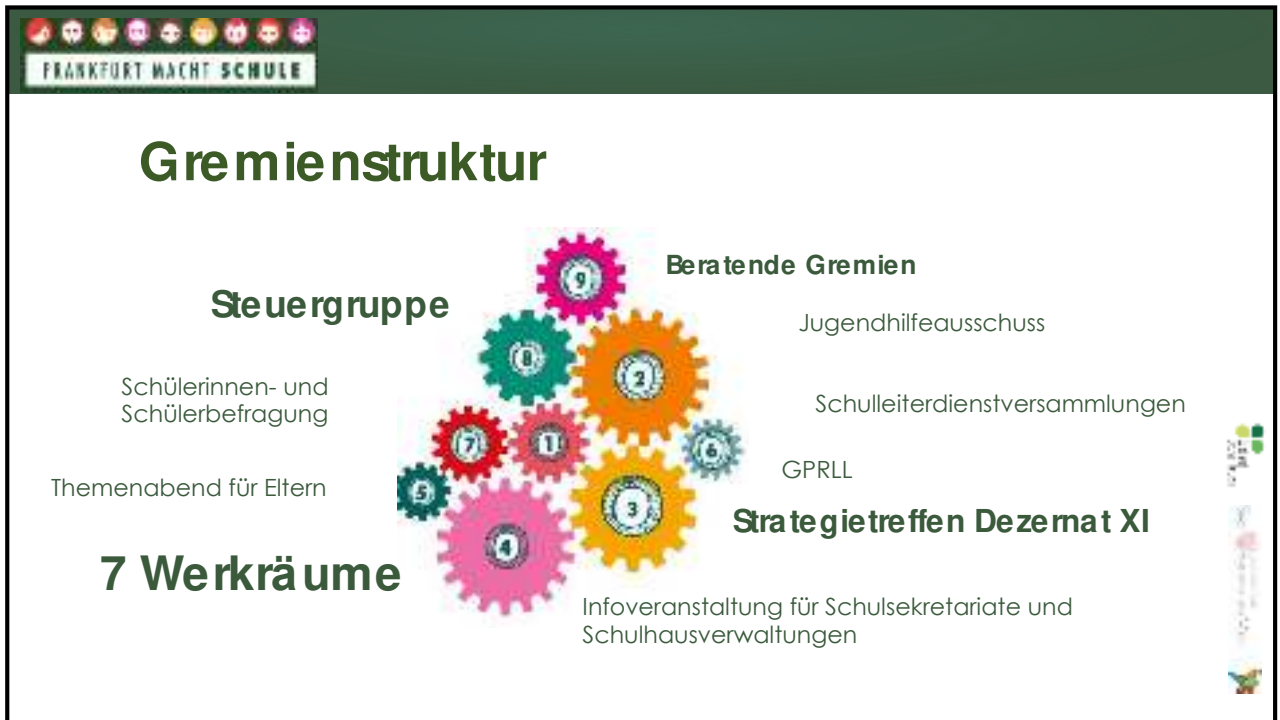 FRANKFURT MACHT SCHULE
Gremienstruktur
Beratende Gremien
Steuergruppe
Jugendhilfeausschuss
Schülerinnen- und
Schülerbefragung
Schulleiterdienstversammlungen
GPRLL
Themenabend für Eltern
Strategietreffen Dezernat XI
7 Werkräume
Infoveranstaltung für Schulsekretariate und
Schulhausverwaltungen
9
8
2
7
1
6
5
3
4